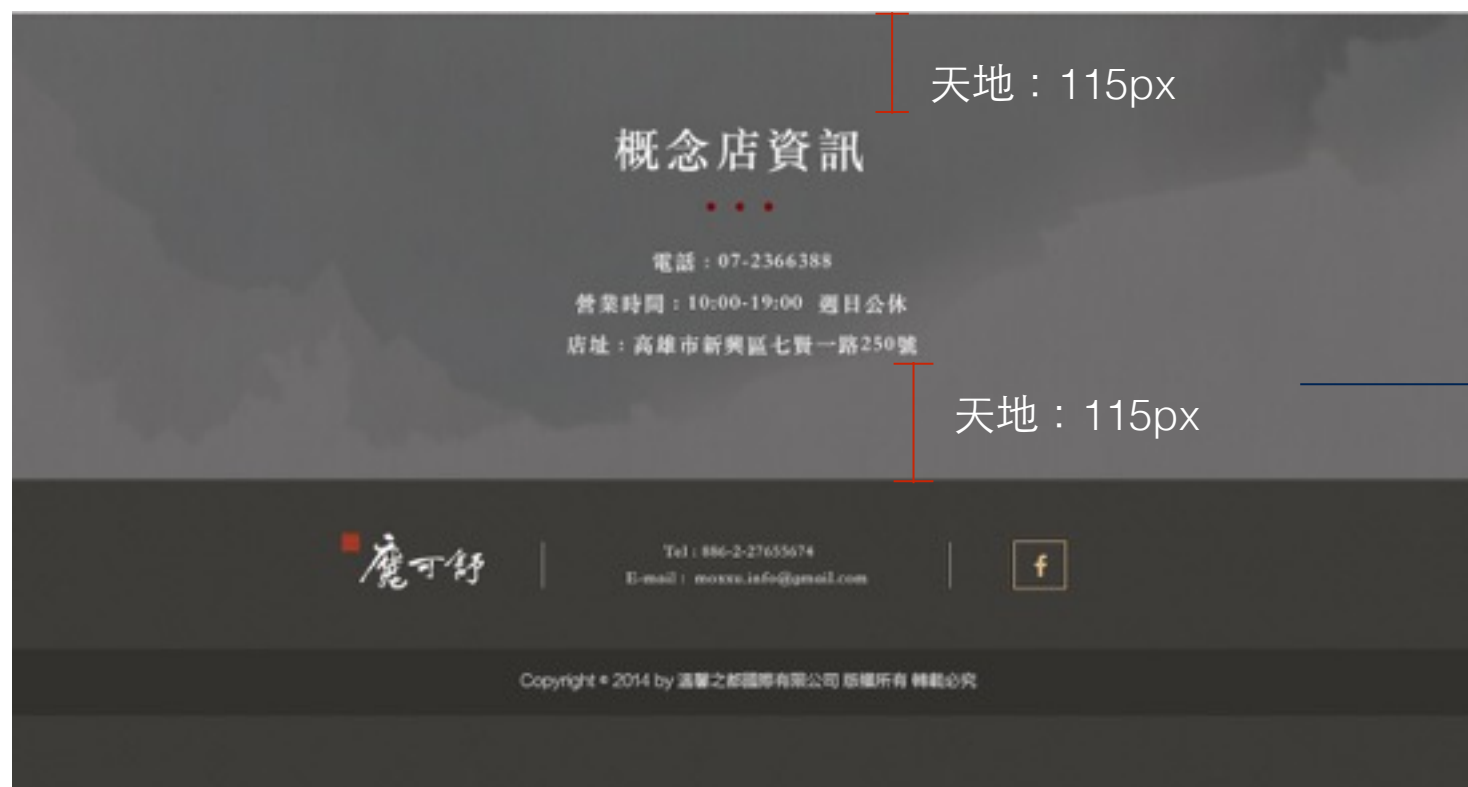 天地：115px
概念店資訊
電話：07-2366388
營業時間：10:00-19:00 週日公休
店址：高雄市新興區七賢一路250號
天地：115px
魔可舒
Tel : 886-2-27655674
E-mail : moxxu.info@gmail.com
f
Copyright © 2014 by 溫馨之都國際有限公司 版權所有 轉載必究